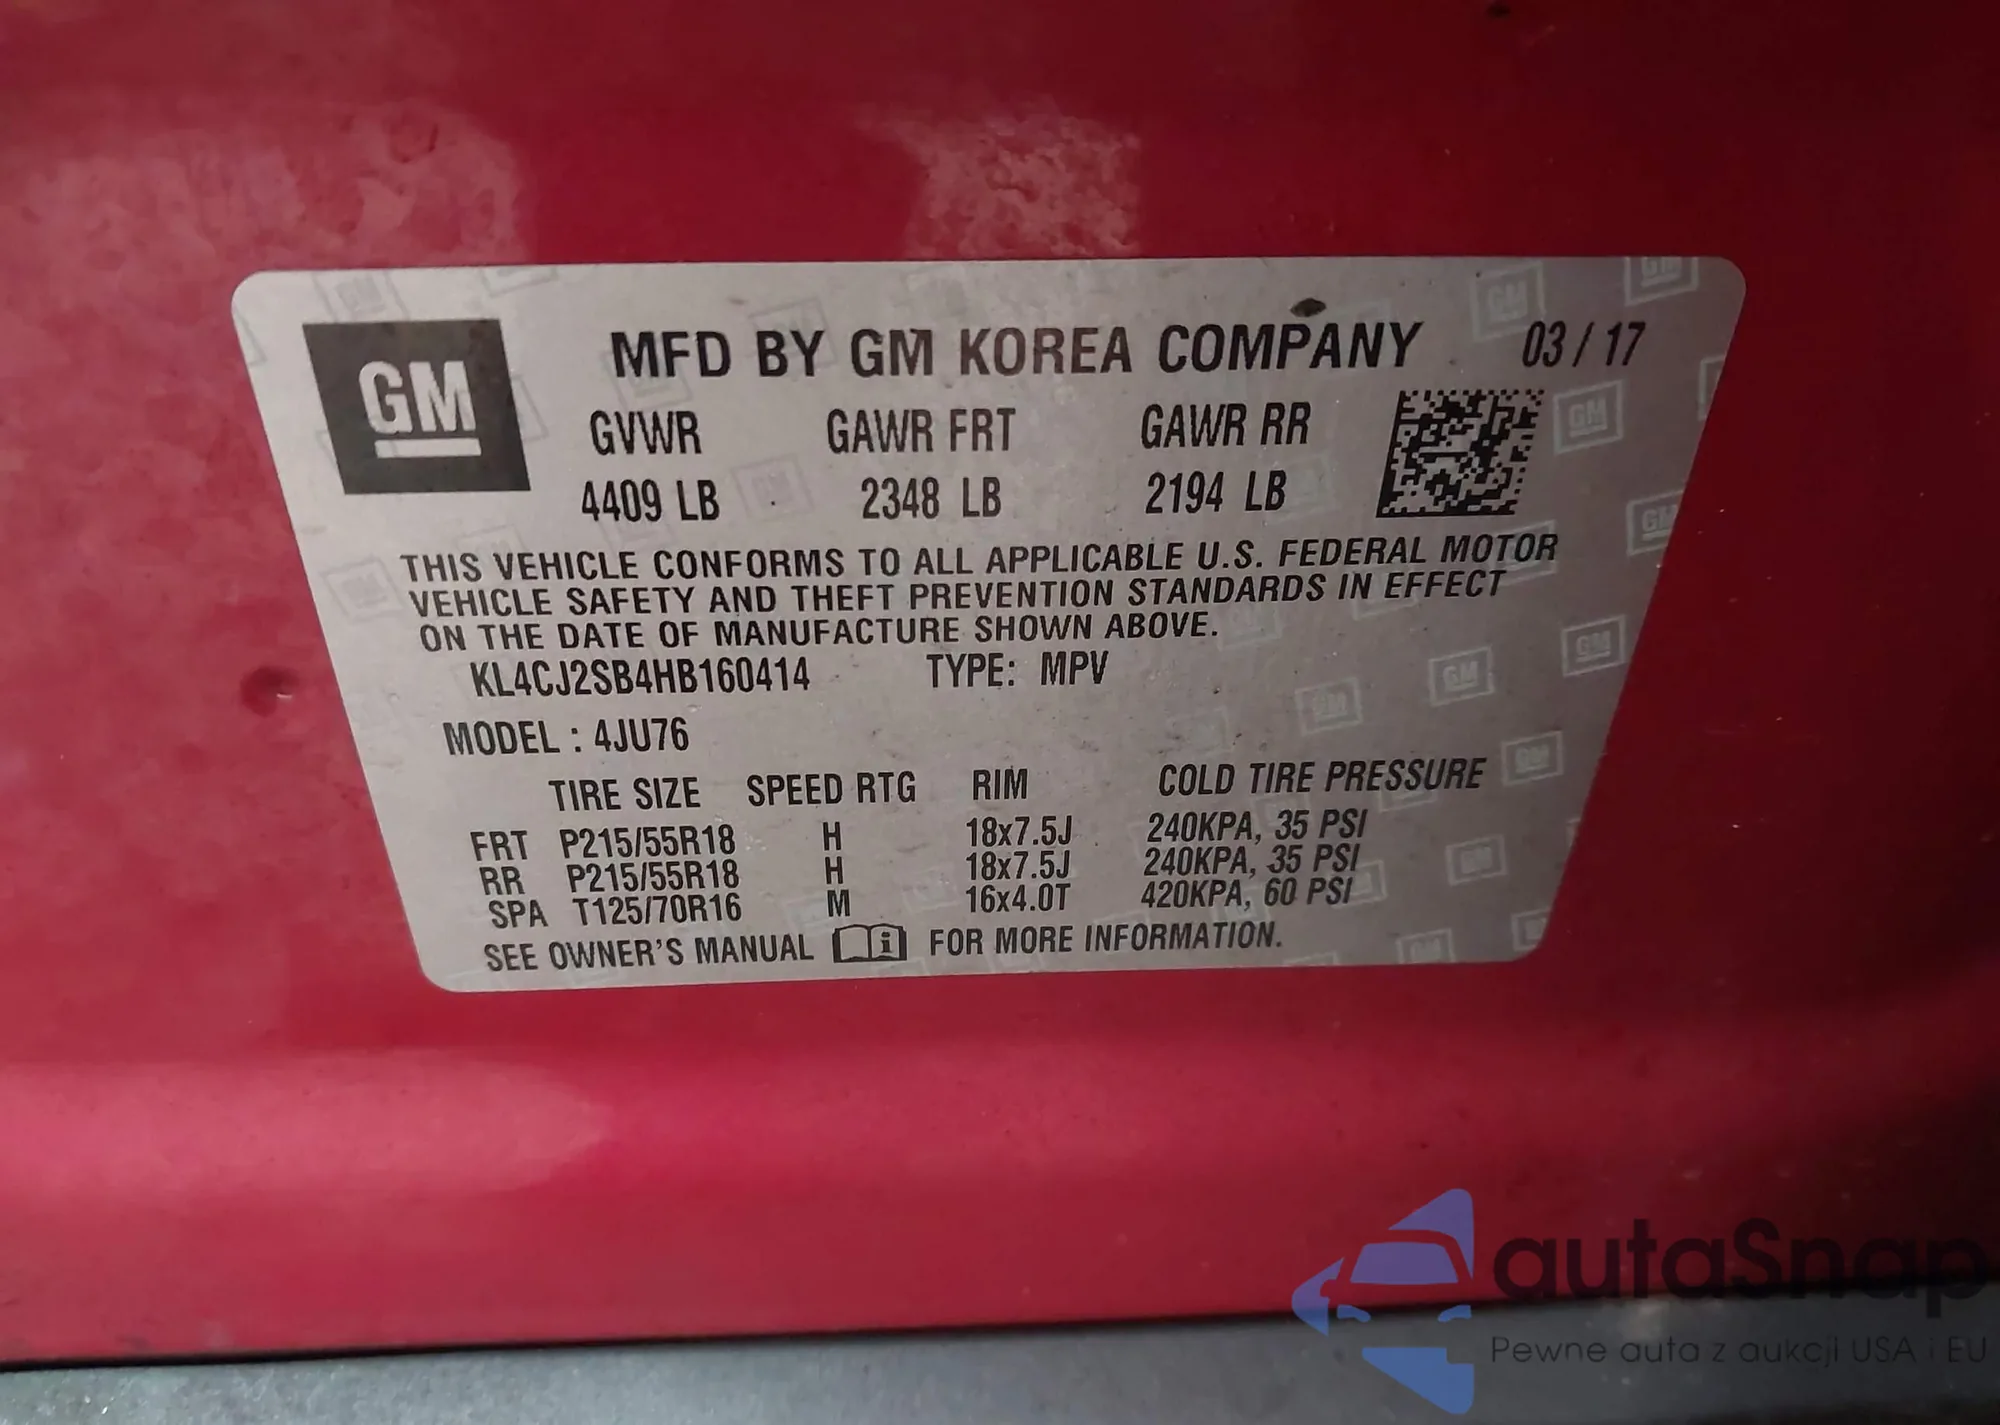 GM
MFD BY GM KOREA COMPANY 03 / 17
GVWR GAWR FRT GAWR RR
4409 LB 2348 LB 2194 LB
THIS VEHICLE CONFORMS TO ALL APPLICABLE U.S. FEDERAL MOTOR
VEHICLE SAFETY AND THEFT PREVENTION STANDARDS IN EFFECT
ON THE DATE OF MANUFACTURE SHOWN ABOVE.
KL4CJ2SB4HB160414 TYPE: MPV
MODEL : 4JU76
TIRE SIZE SPEED RTG RIM COLD TIRE PRESSURE
FRT P215/55R18 H 18x7.5J 240KPA, 35 PSI
RR P215/55R18 H 18x7.5J 240KPA, 35 PSI
SPA T125/70R16 M 16x4.0T 420KPA, 60 PSI
SEE OWNER'S MANUAL FOR MORE INFORMATION.
autaSnap
Pewne auta z aukcji USA i EU